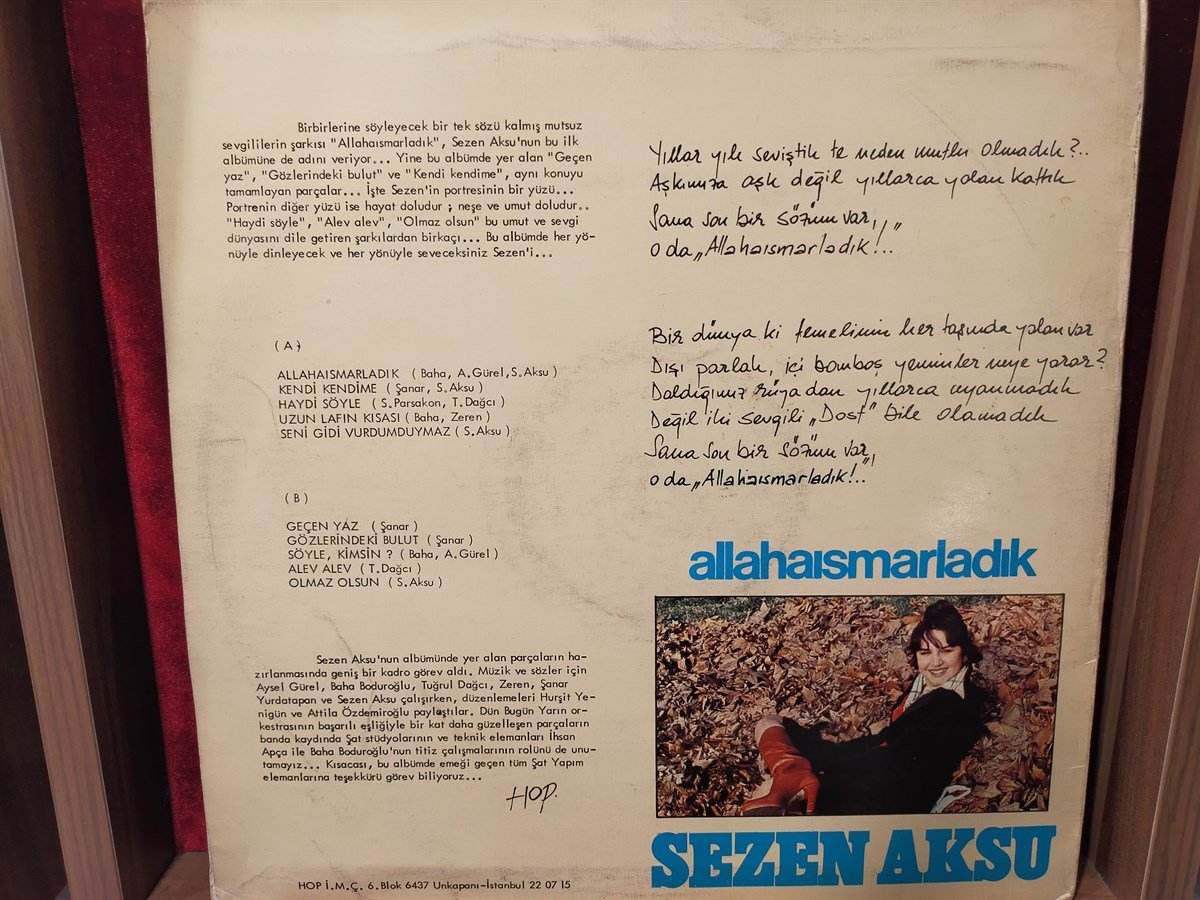 Birbirlerine söyleyecek bir tek sözü kalmış mutsuz
sevgililerin şarkısı "Allahaısmarladık", Sezen Aksu'nun bu ilk
albümüne de adını veriyor... Yine bu albümde yer alan "Geçen
yaz", "Gözlerindeki bulut" ve "Kendi kendime", aynı konuyu
tamamlayan parçalar... İşte Sezen'in portresinin bir yüzü...
Portrenin diğer yüzü ise hayat doludur ; neşe ve umut doludur..
"Haydi söyle", "Alev alev", "Olmaz olsun" bu umut ve sevgi
dünyasını dile getiren şarkılardan birkaçı... Bu albümde her yö-
nüyle dinleyecek ve her yönüyle seveceksiniz Sezen'i...
(A)
ALLAHAISMARLADIK ( Baha, A.Gürel,S.Aksu )
KENDİ KENDİME ( Şanar, S.Aksu )
HAYDİ SÖYLE ( S.Parsakon, T.Dağcı )
UZUN LAFIN KISASI ( Baha, Zeren )
SENİ GİDİ VURDUMDUYMAZ ( S.Aksu )
(B)
GEÇEN YAZ ( Şanar )
GÖZLERİNDEKİ BULUT ( Şanar )
SÖYLE, KİMSİN ? ( Baha, A.Gürel )
ALEV ALEV ( T.Dağcı )
OLMAZ OLSUN ( S.Aksu )
Sezen Aksu'nun albümünde yer alan parçaların ha-
zırlanmasında geniş bir kadro görev aldı. Müzik ve sözler için
Aysel Gürel, Baha Boduroğlu, Tuğrul Dağcı, Zeren, Şanar
Yurdatapan ve Sezen Aksu çalışırken, düzenlemeleri Hurşit Ye-
nigün ve Attila Özdemiroğlu paylaştılar. Dün Bugün Yarın or-
kestrasının başarılı eşliğiyle bir kat daha güzelleşen parçaların
banda kaydında Şat stüdyolarının ve teknik elemanları İhsan
Apça ile Baha Boduroğlu'nun titiz çalışmalarının rolünü de unu-
tamayız... Kısacası, bu albümde emeği geçen tüm Şat Yapım
elemanlarına teşekkürü görev biliyoruz...
HOP.
HOP İ.M.Ç. 6. Blok 6437 Unkapanı-İstanbul 22 07 15
Yıllar yılı seviştik te neden mutlu olmadık?..
Aşkımıza aşk değil yıllarca yalan kattık
Sana son bir sözüm var,
o da „Allahaısmarladık!.."
Bir dünya ki temelinin her taşında yalan var
Dışı parlak, içi bomboş yeminler neye yarar?
Daldığımız rüyadan yıllarca uyanmadık
Değil iki sevgili „Dost" bile olamadık
Sana son bir sözüm var,
o da „Allahaısmarladık!.."
allahaısmarladık
SEZEN AKSU